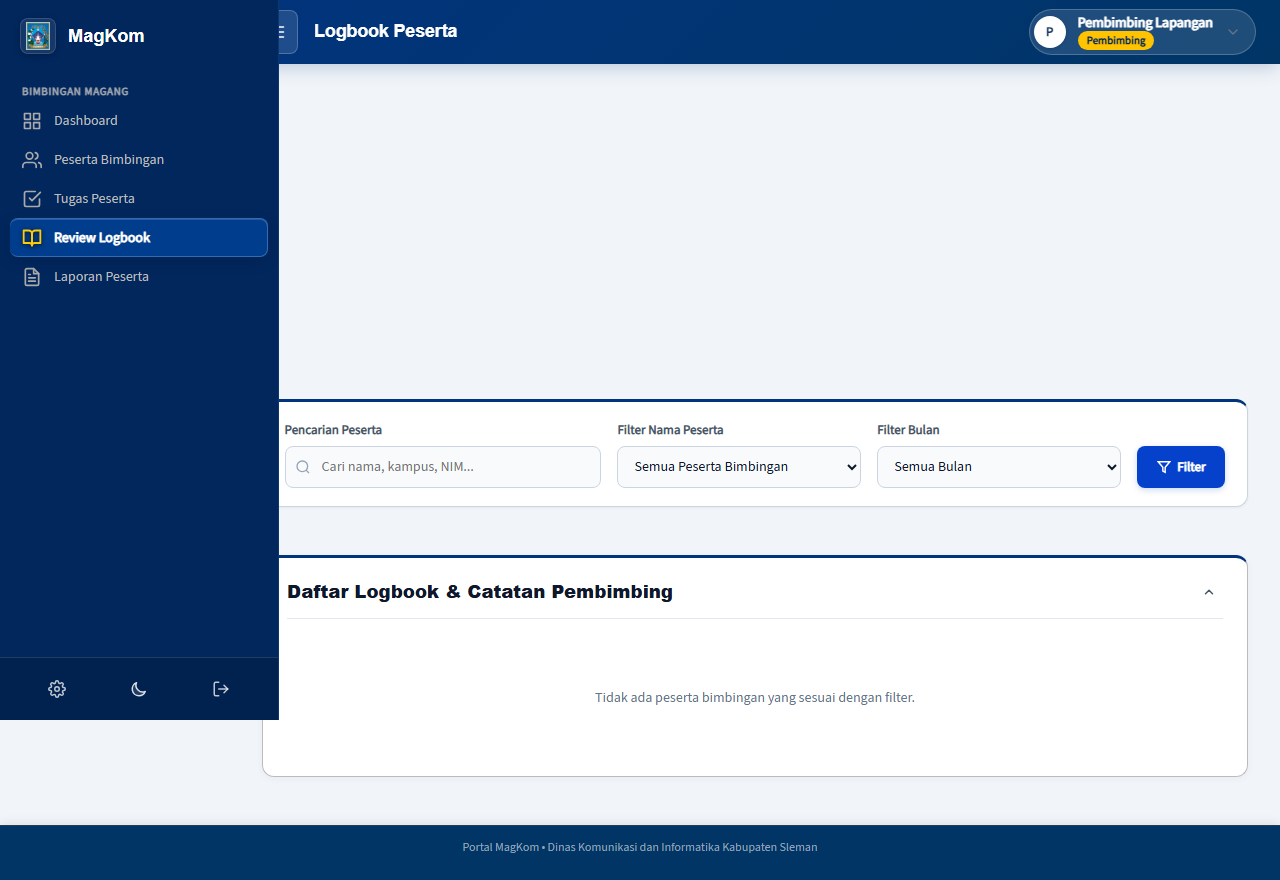 MagKom
Logbook Peserta
P
Pembimbing Lapangan
Pembimbing
BIMBINGAN MAGANG
Dashboard
Peserta Bimbingan
Tugas Peserta
Review Logbook
Laporan Peserta
Pencarian Peserta
Filter Nama Peserta
Filter Bulan
Cari nama, kampus, NIM...
Semua Peserta Bimbingan
Semua Bulan
Filter
Daftar Logbook & Catatan Pembimbing
Tidak ada peserta bimbingan yang sesuai dengan filter.
Portal MagKom • Dinas Komunikasi dan Informatika Kabupaten Sleman